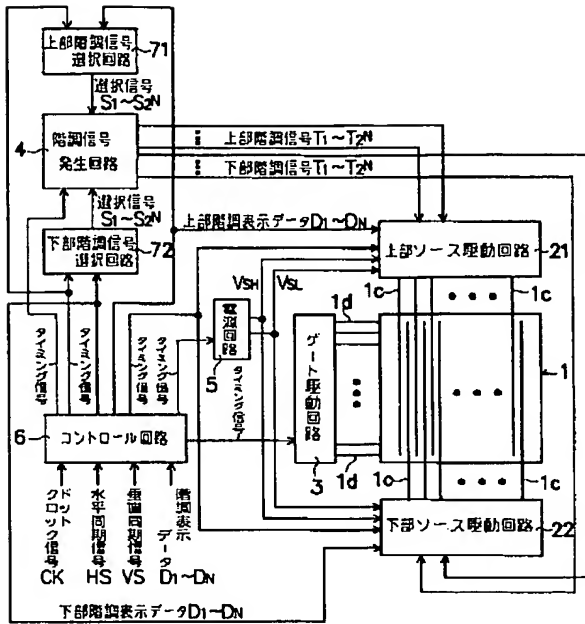 上部階調信号
選択回路
71
選択信号
S1~S2N
階調信号
発生回路
4
上部階調信号T1~T2N
下部階調信号T1~T2N
選択信号
S1~S2N
下部階調信号
選択回路
72
上部階調表示データD1~DN
上部ソース駆動回路
21
VSH
VSL
1c
1c
電源回路
5
1d
ゲート駆動回路
3
1d
1
タイミング信号
タイミング信号
タイミング信号
タイミング信号
タイミング信号
6
コントロール回路
1c
1c
下部ソース駆動回路
22
ドット
クロック信号
CK
水平同期信号
HS
垂直同期信号
VS
階調表示
データ
D1~DN
下部階調表示データD1~DN